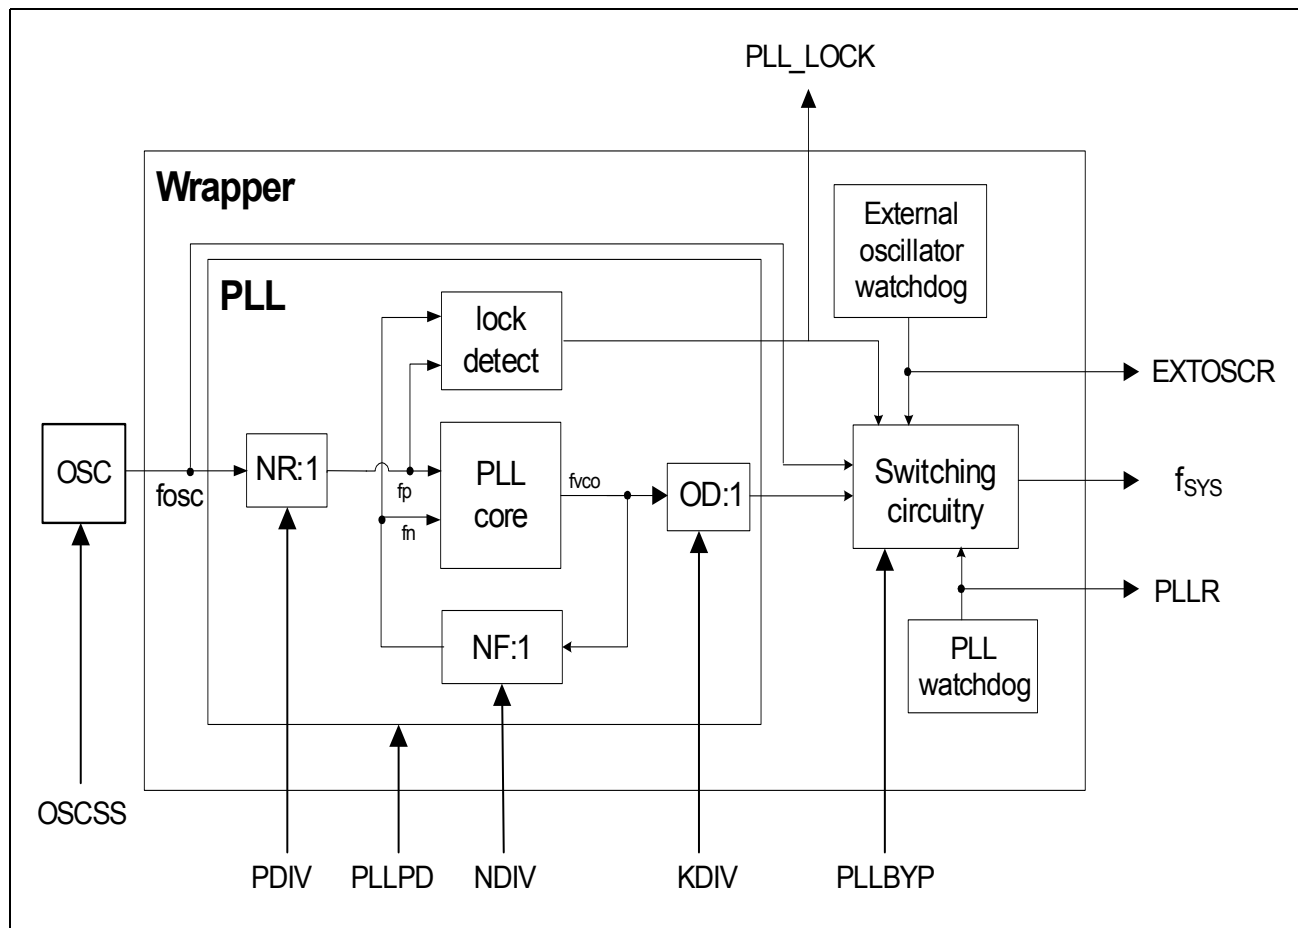 PLL_LOCK
Wrapper
External
oscillator
watchdog
PLL
lock
detect
EXTOSCR
OSC
fosc
NR:1
fp
fn
PLL
core
fvco
OD:1
Switching
circuitry
fSYS
PLLR
NF:1
PLL
watchdog
OSCSS
PDIV
PLLPD
NDIV
KDIV
PLLBYP